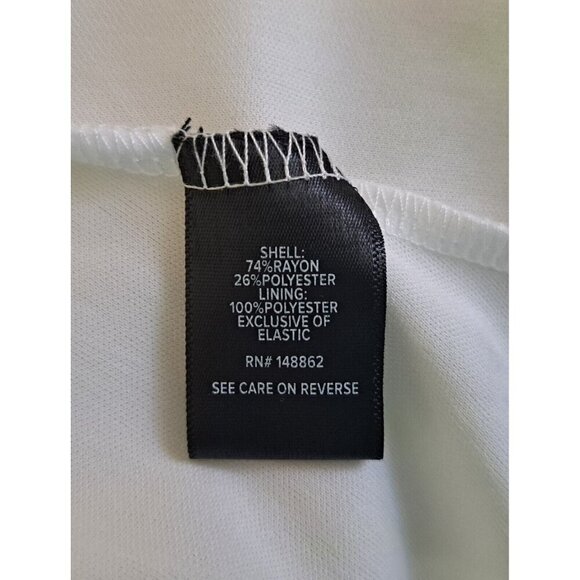 SHELL:
74%RAYON
26%POLYESTER
LINING:
100%POLYESTER
EXCLUSIVE OF
ELASTIC
RN# 148862
SEE CARE ON REVERSE